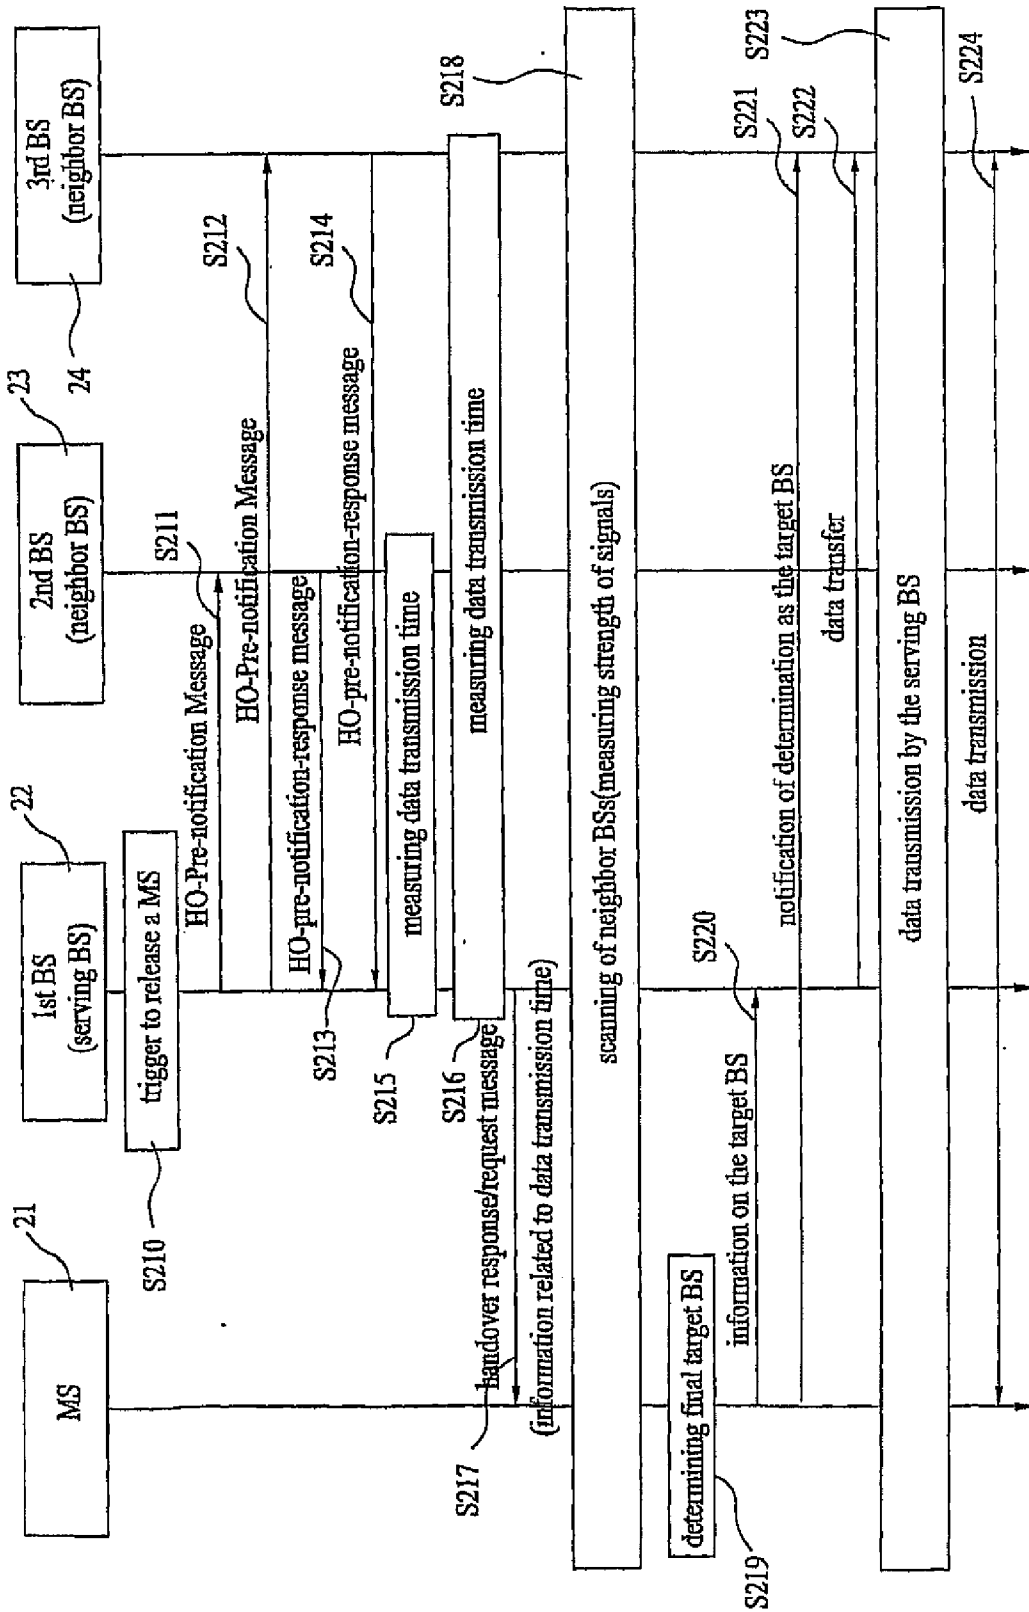 MS
21
1st BS
(serving BS)
22
2nd BS
(neighbor BS)
23
3rd BS
(neighbor BS)
24
trigger to release a MS
S210
HO-Pre-notification Message
S211
HO-Pre-notification Message
S212
HO-pre-notification-response message
S213
HO-pre-notification-response message
S214
measuring data transmission time
S215
measuring data transmission time
S216
handover response/request message
(information related to data transmission time)
S217
scanning of neighbor BSs(measuring strength of signals)
S218
determining final target BS
S219
information on the target BS
S220
notification of determination as the target BS
S221
data transfer
S222
data transmission by the serving BS
S223
data transmission
S224